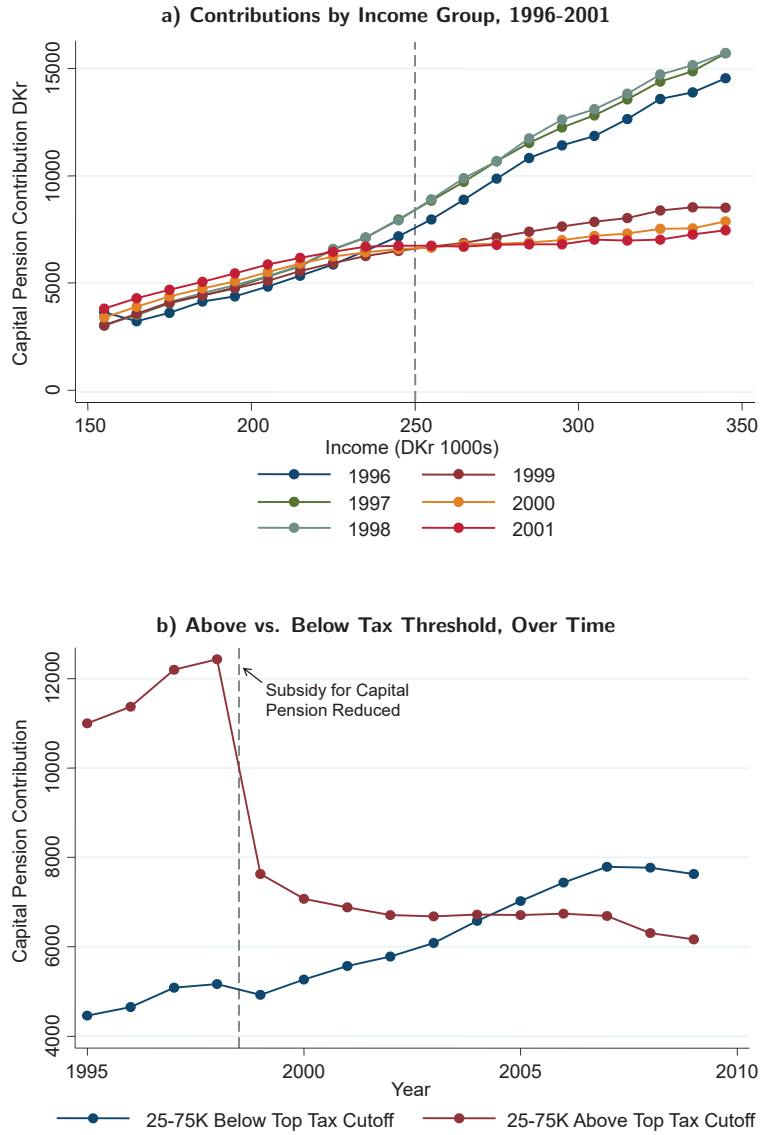 a) Contributions by Income Group, 1996-2001
Capital Pension Contribution DKr
15000
10000
5000
0
150
200
250
300
350
Income (DKr 1000s)
1996
1999
1997
2000
1998
2001
b) Above vs. Below Tax Threshold, Over Time
Capital Pension Contribution
12000
10000
8000
6000
4000
Subsidy for Capital
Pension Reduced
1995
2000
2005
2010
Year
25-75K Below Top Tax Cutoff
25-75K Above Top Tax Cutoff